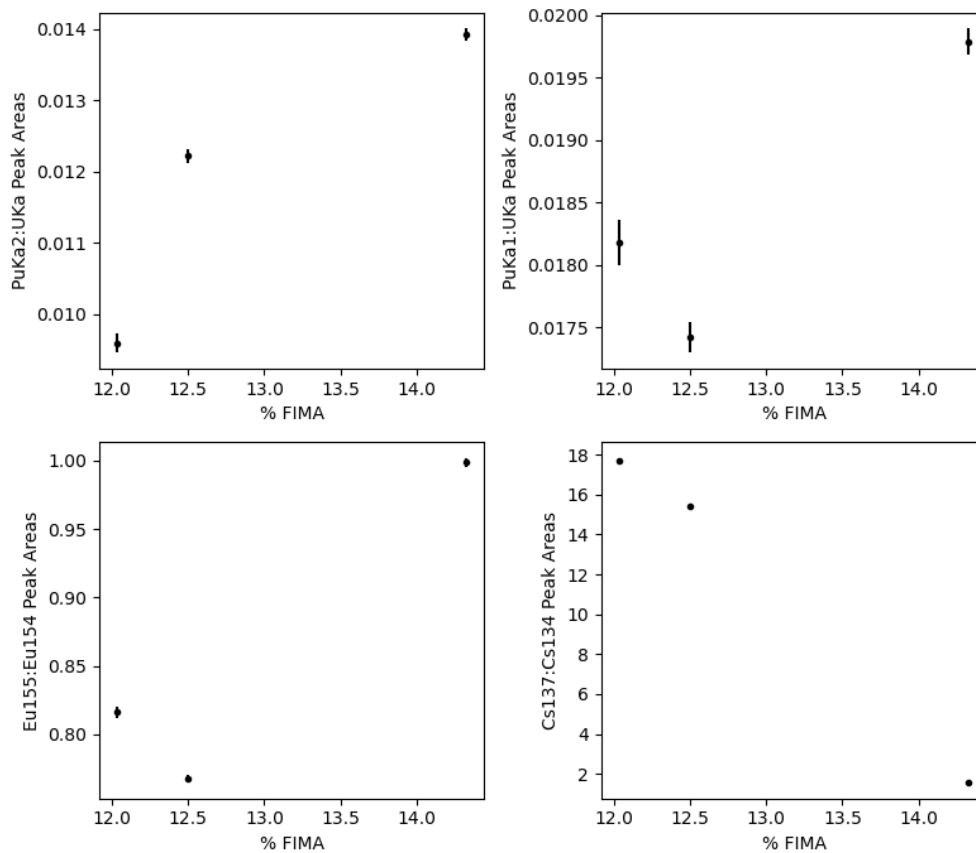 PuKa2:UKa Peak Areas
0.014
0.013
0.012
0.011
0.010
12.0 12.5 13.0 13.5 14.0
% FIMA
PuKa1:UKa Peak Areas
0.0200
0.0195
0.0190
0.0185
0.0180
0.0175
12.0 12.5 13.0 13.5 14.0
% FIMA
Eu155:Eu154 Peak Areas
1.00
0.95
0.90
0.85
0.80
12.0 12.5 13.0 13.5 14.0
% FIMA
Cs137:Cs134 Peak Areas
18
16
14
12
10
8
6
4
2
12.0 12.5 13.0 13.5 14.0
% FIMA